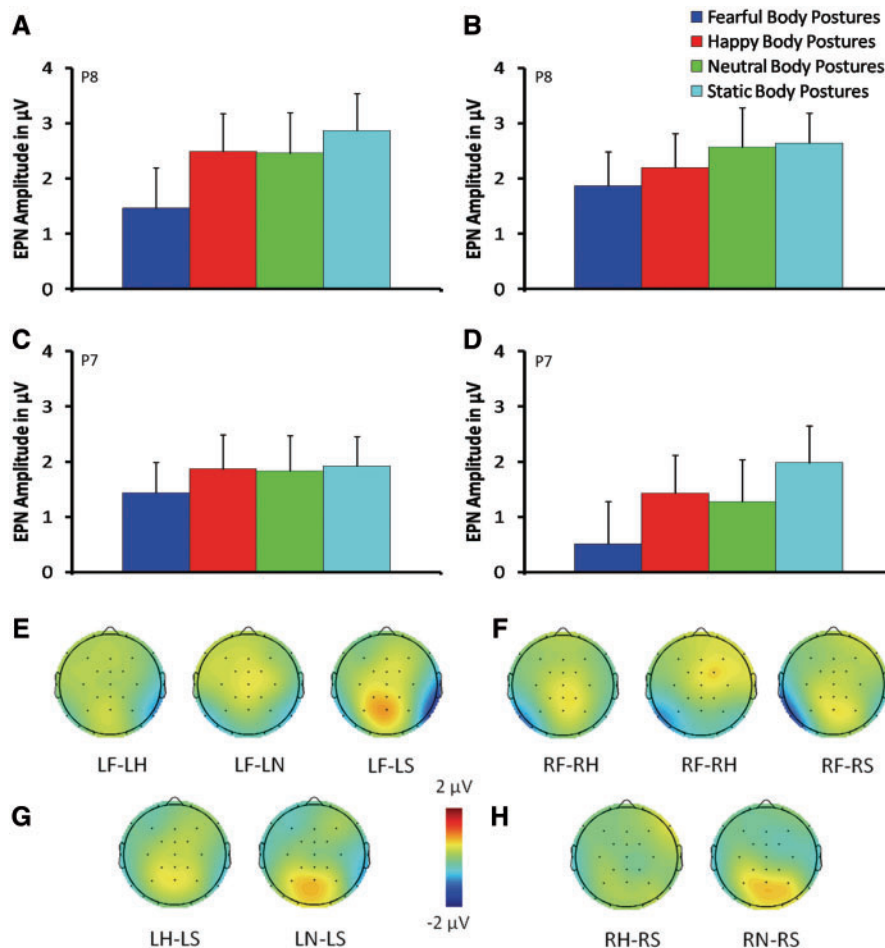 A
B
Fearful Body Postures
Happy Body Postures
Neutral Body Postures
Static Body Postures
P8
EPN Amplitude in µV
4
3
2
1
0
P8
EPN Amplitude in µV
4
3
2
1
0
C
D
P7
EPN Amplitude in µV
4
3
2
1
0
P7
EPN Amplitude in µV
4
3
2
1
0
E
LF-LH LF-LN LF-LS
F
RF-RH RF-RH RF-RS
G
LH-LS LN-LS
2 µV
-2 µV
H
RH-RS RN-RS